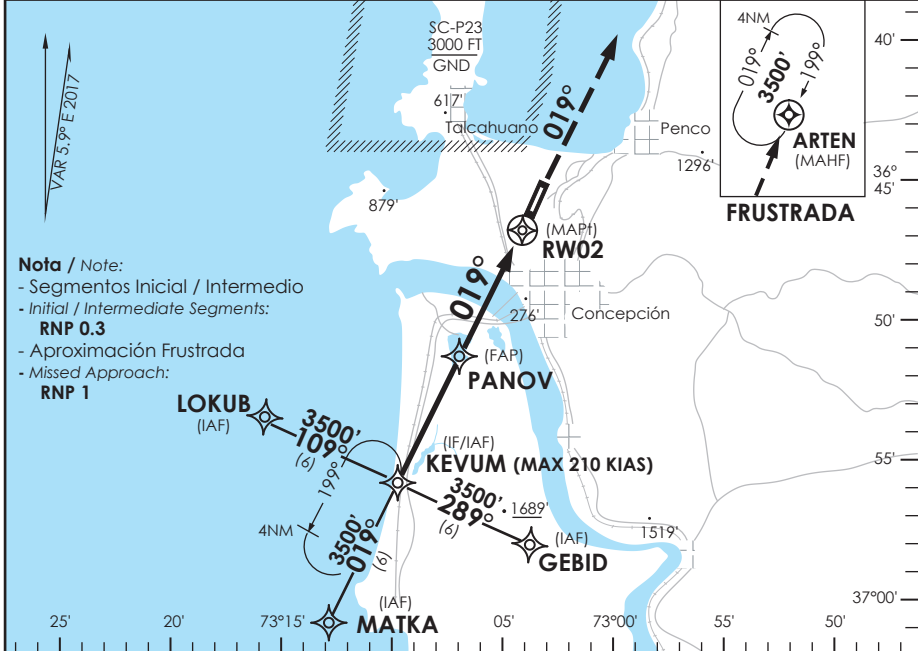 SC-P23
3000 FT
GND
617'
Talcahuano
Penco
1296'
879'
VAR 5.9° E 2017
019°
4NM
019°
3500'
199°
ARTEN
(MAHF)
FRUSTRADA
40'
36°
45'
(MAPt)
RW02
Nota / Note:
- Segmentos Inicial / Intermedio
- Initial / Intermediate Segments:
RNP 0.3
- Aproximación Frustrada
- Missed Approach:
RNP 1
019°
276'
Concepción
50'
(FAP)
PANOV
LOKUB
(IAF)
3500'
109°
(6)
199°
(IF/IAF)
KEVUM (MAX 210 KIAS)
55'
3500'
289°
(6)
1689'
1519'
4NM
3500'
019°
(6)
(IAF)
GEBID
(IAF)
MATKA
37°00'
25'
20'
73°15'
05'
73°00'
55'
50'